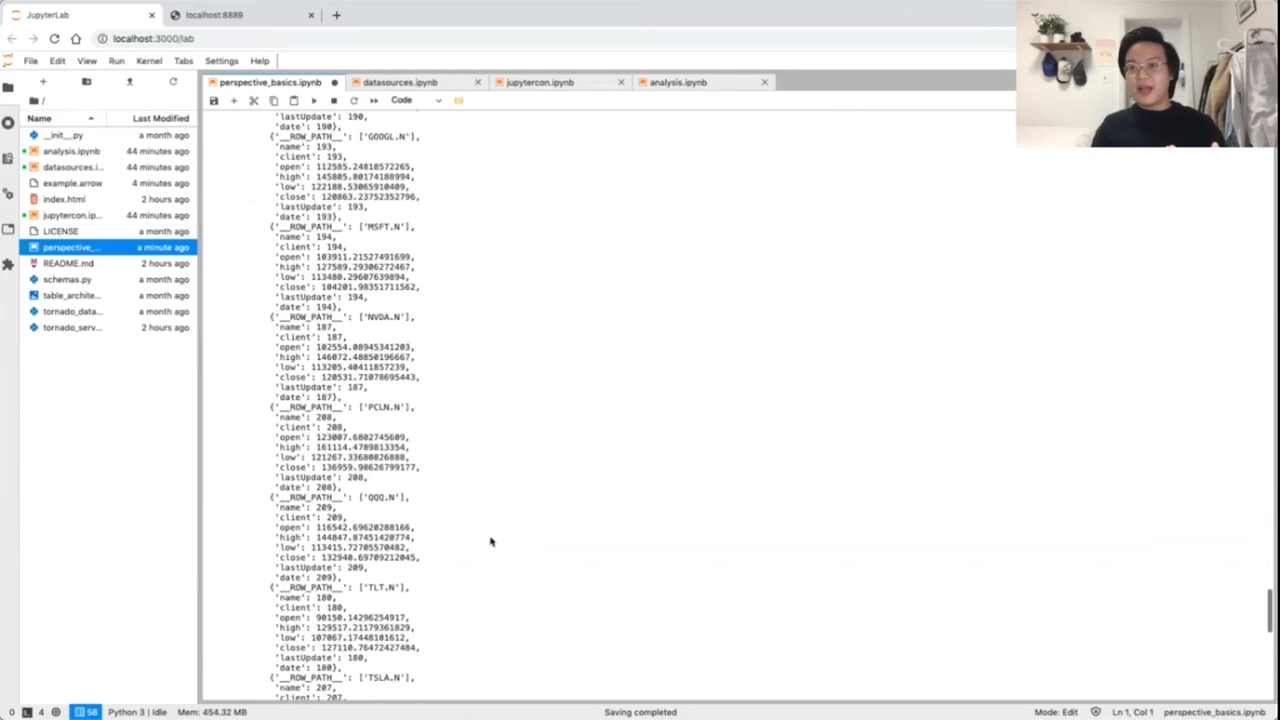 JupyterLab
localhost:8889
localhost:3000/lab
File Edit View Run Kernel Tabs Settings Help
perspective_basics.ipynb
datasources.ipynb
jupytercon.ipynb
analysis.ipynb
Code
/
Name Last Modified
__init__.py a month ago
analysis.ipynb 44 minutes ago
datasources.i... 44 minutes ago
example.arrow 4 minutes ago
index.html 2 hours ago
jupytercon.ip... 44 minutes ago
LICENSE a month ago
perspective_... a minute ago
README.md 2 hours ago
schemas.py a month ago
table_archite... a month ago
tornado_data... a month ago
tornado_serv... 2 hours ago
'lastUpdate': 190,
'date': 190},
{'__ROW_PATH__': ['GOOGL.N'],
'name': 193,
'client': 193,
'open': 112585.24818572265,
'high': 145805.80174188994,
'low': 122188.53065910409,
'close': 120863.23752352796,
'lastUpdate': 193,
'date': 193},
{'__ROW_PATH__': ['MSFT.N'],
'name': 194,
'client': 194,
'open': 103911.21527491699,
'high': 127589.29306272467,
'low': 113480.29607639894,
'close': 104201.98351711562,
'lastUpdate': 194,
'date': 194},
{'__ROW_PATH__': ['NVDA.N'],
'name': 187,
'client': 187,
'open': 102554.08945341203,
'high': 146072.48850196667,
'low': 113205.40411857239,
'close': 120531.71078695443,
'lastUpdate': 187,
'date': 187},
{'__ROW_PATH__': ['PCLN.N'],
'name': 208,
'client': 208,
'open': 123007.6802745609,
'high': 161114.4789813354,
'low': 121267.33680826888,
'close': 136959.98626799177,
'lastUpdate': 208,
'date': 208},
{'__ROW_PATH__': ['QQQ.N'],
'name': 209,
'client': 209,
'open': 116542.69620288166,
'high': 144847.87451420774,
'low': 113415.72705570482,
'close': 132940.69709212045,
'lastUpdate': 209,
'date': 209},
{'__ROW_PATH__': ['TLT.N'],
'name': 180,
'client': 180,
'open': 90150.14296254917,
'high': 129517.21179361829,
'low': 107067.17448101612,
'close': 127110.76472427484,
'lastUpdate': 180,
'date': 180},
{'__ROW_PATH__': ['TSLA.N'],
'name': 207,
'client': 207,
0 4 58 Python 3 | Idle Mem: 454.32 MB Saving completed Mode: Edit Ln 1, Col 1 perspective_basics.ipynb